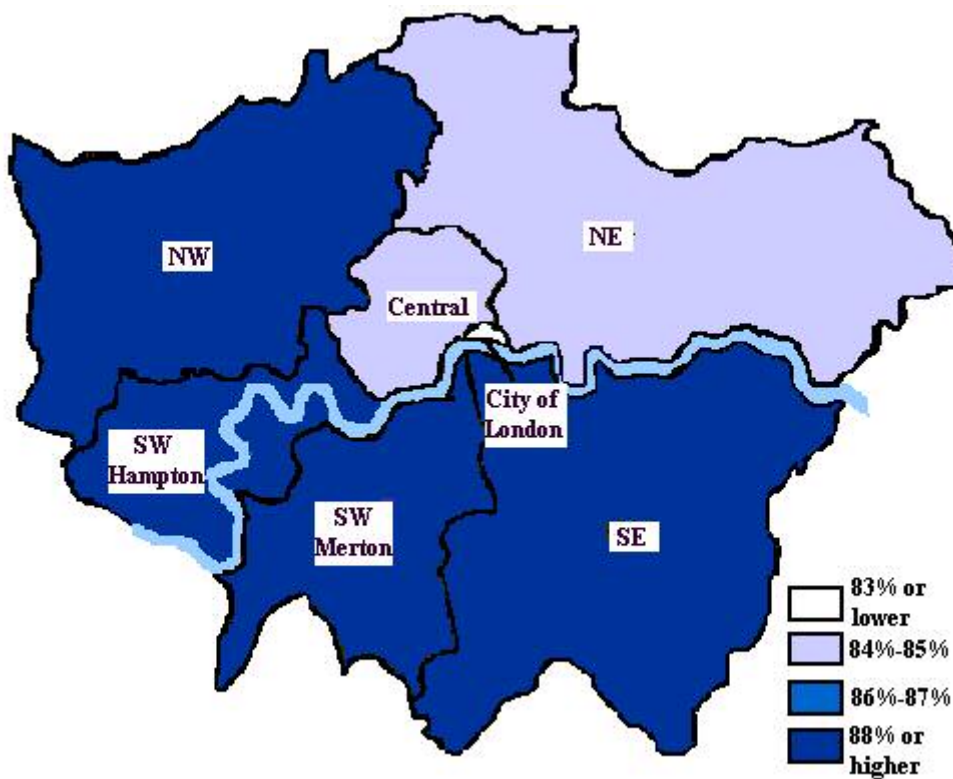 NW
NE
Central
City of
London
SW
Hampton
SW
Merton
SE
83% or
lower
84%-85%
86%-87%
88% or
higher